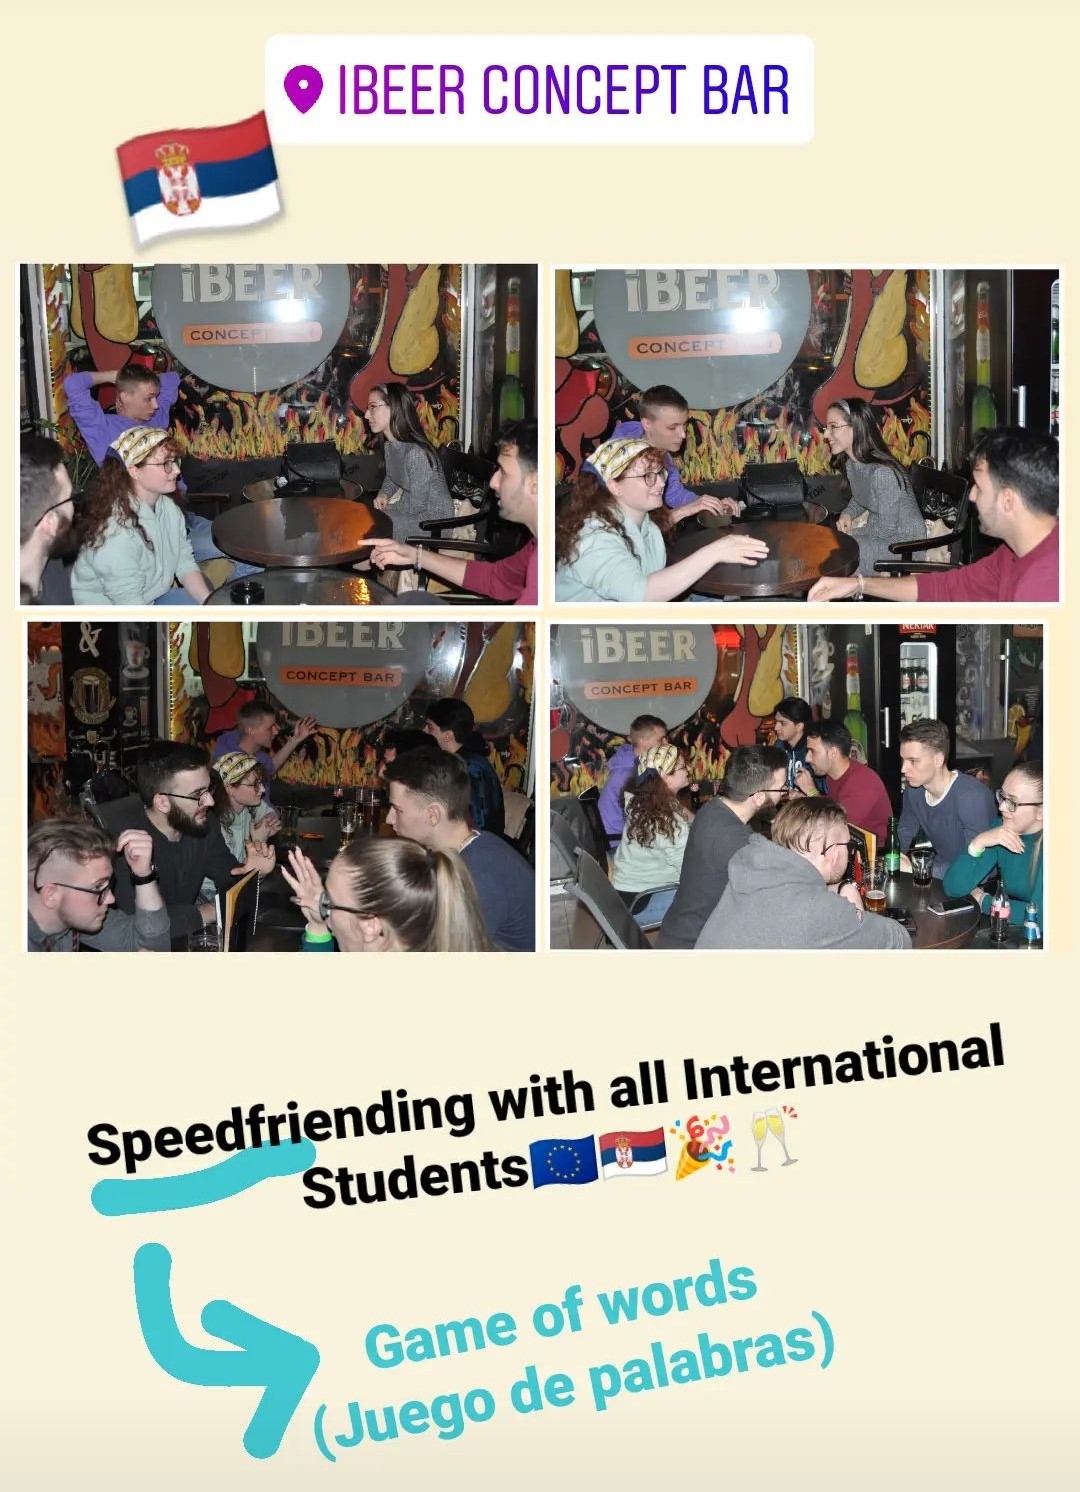 IBEER CONCEPT BAR
iBEER
CONCEPT
iBEER
CONCEPT
IBEER
CONCEPT BAR
&
iBEER
CONCEPT BAR
NEKTAR
Speedfriending with all International
Students
Game of words
(Juego de palabras)